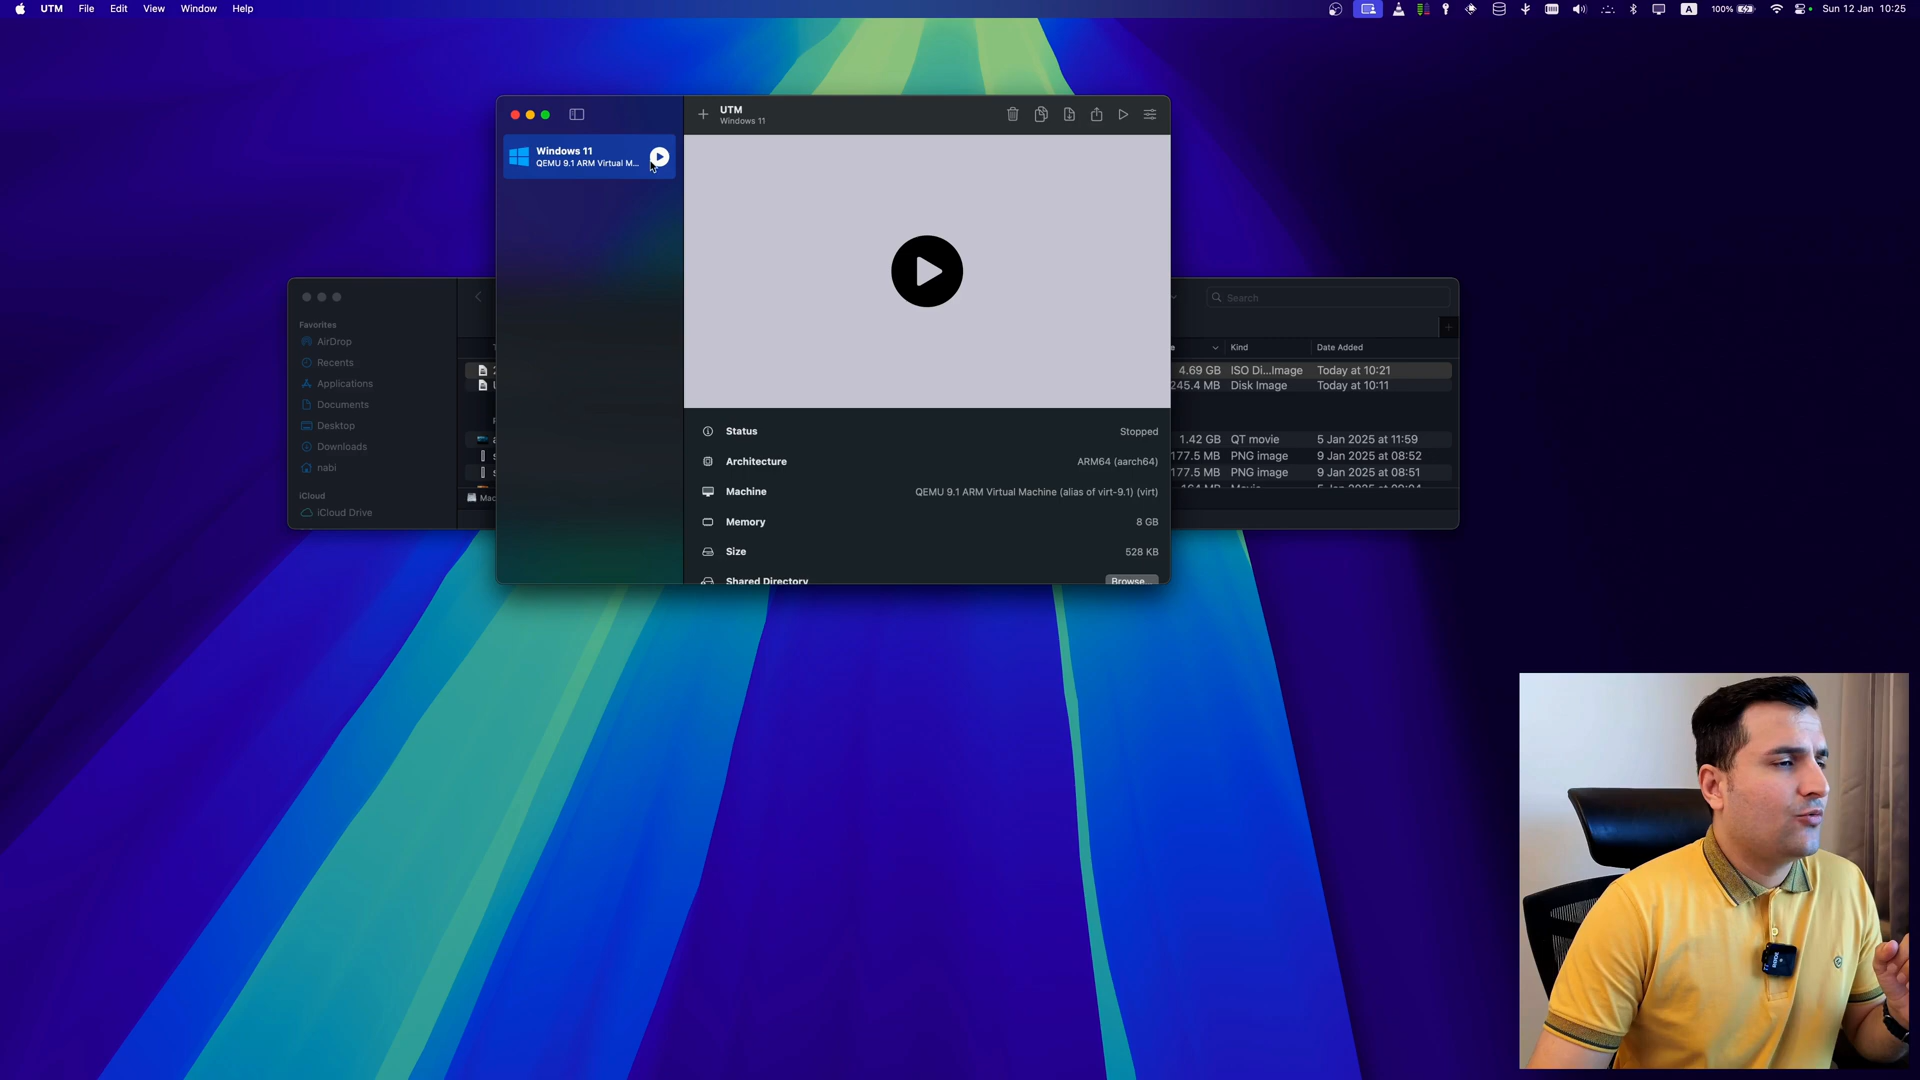 UTM File Edit View Window Help
A 100% Sun 12 Jan 10:25
UTM
Windows 11
Windows 11
QEMU 9.1 ARM Virtual M...
Status Stopped
Architecture ARM64 (aarch64)
Machine QEMU 9.1 ARM Virtual Machine (alias of virt-9.1) (virt)
Memory 8 GB
Size 528 KB
Shared Directory Browse...
Favorites
AirDrop
Recents
Applications
Documents
Desktop
Downloads
nabi
iCloud
iCloud Drive
Search
Kind Date Added
4.69 GB ISO Di...Image Today at 10:21
245.4 MB Disk Image Today at 10:11
1.42 GB QT movie 5 Jan 2025 at 11:59
177.5 MB PNG image 9 Jan 2025 at 08:52
177.5 MB PNG image 9 Jan 2025 at 08:51
Mac
RODE